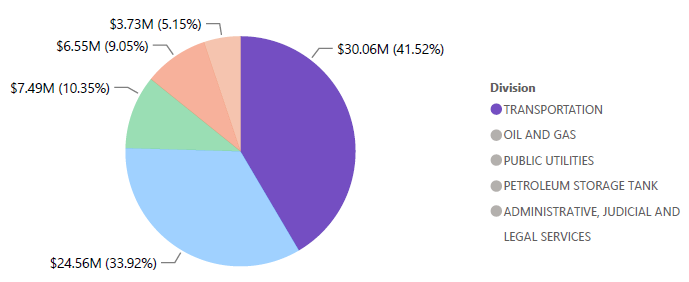 $3.73M (5.15%)
$6.55M (9.05%)
$7.49M (10.35%)
$30.06M (41.52%)
$24.56M (33.92%)
Division
TRANSPORTATION
OIL AND GAS
PUBLIC UTILITIES
PETROLEUM STORAGE TANK
ADMINISTRATIVE, JUDICIAL AND
LEGAL SERVICES